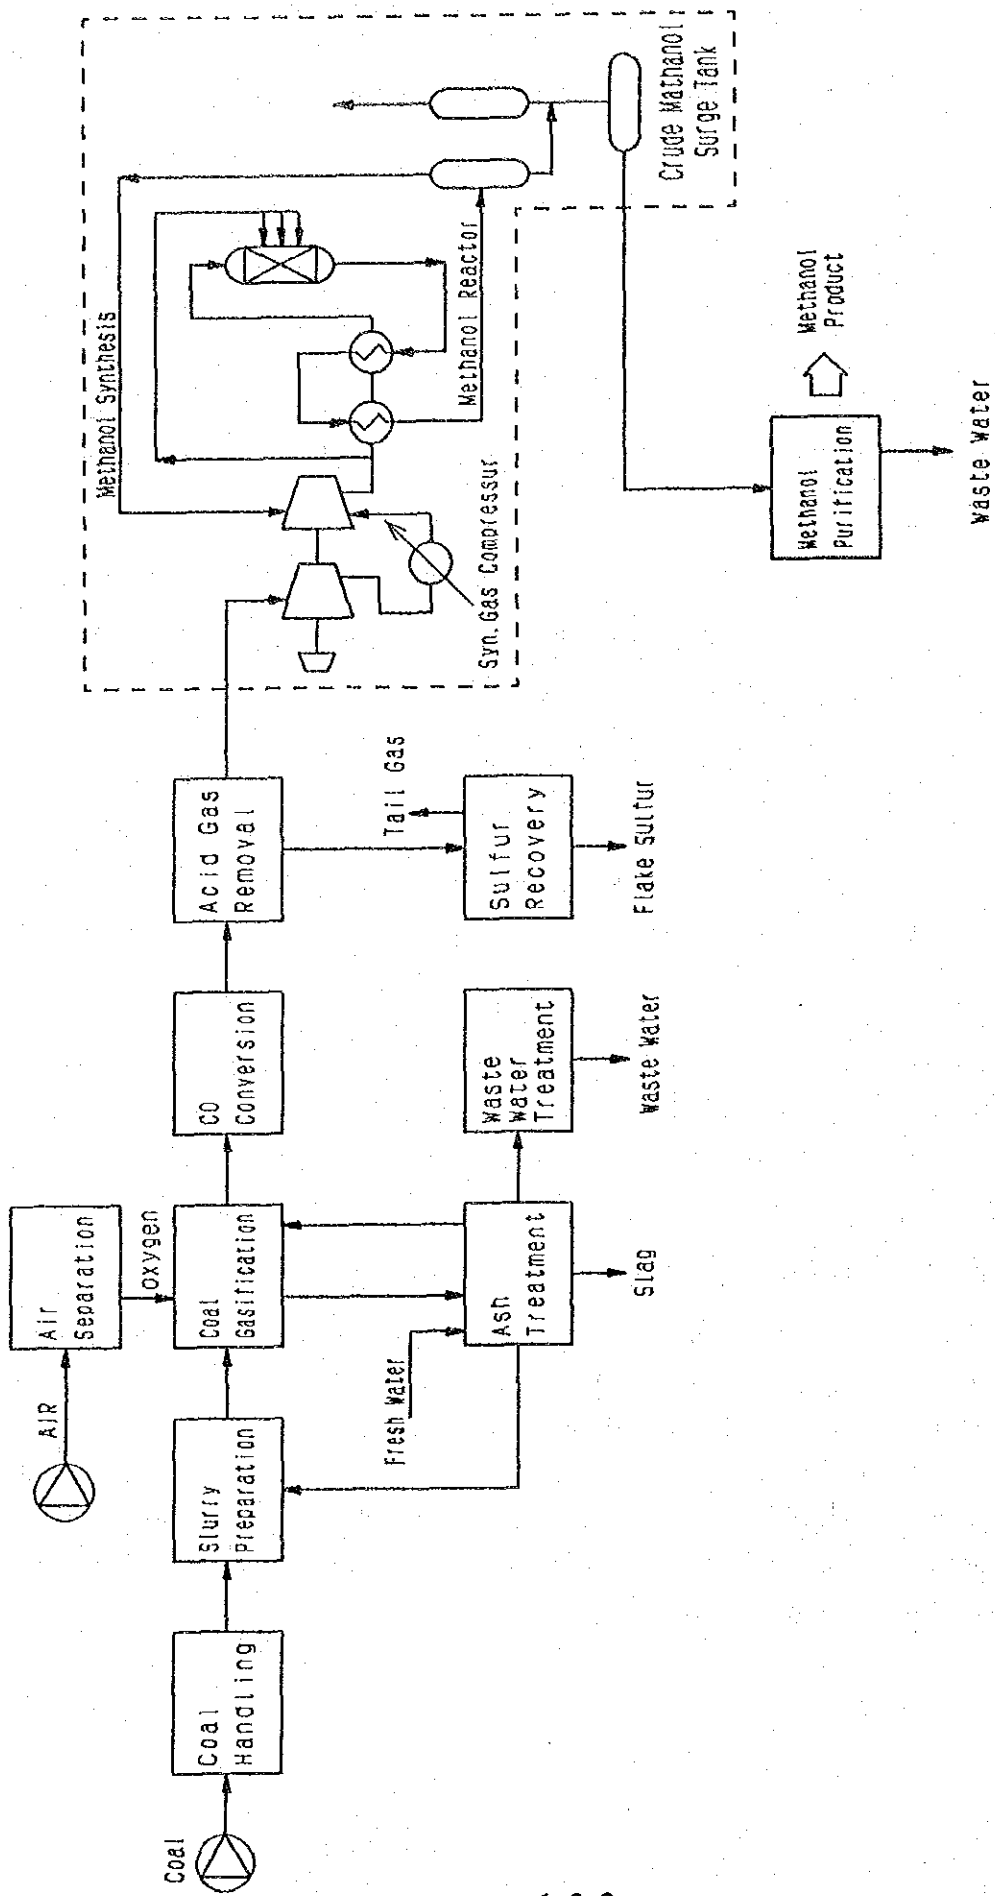 Coal
Coal
Handling
Slurry
Preparation
AIR
Air
Separation
oxygen
Coal
Gasification
CO
Conversion
Acid Gas
Removal
Fresh Water
Ash
Treatment
Slag
Waste
Water
Treatment
Waste Water
Sulfur
Recovery
Tail Gas
Flake Sulfur
Methanol Synthesis
Syn.Gas Compressur
Methanol Reactor
Crude Mathanol
Surge Tank
Methanol
Purification
Methanol
Product
Waste Water